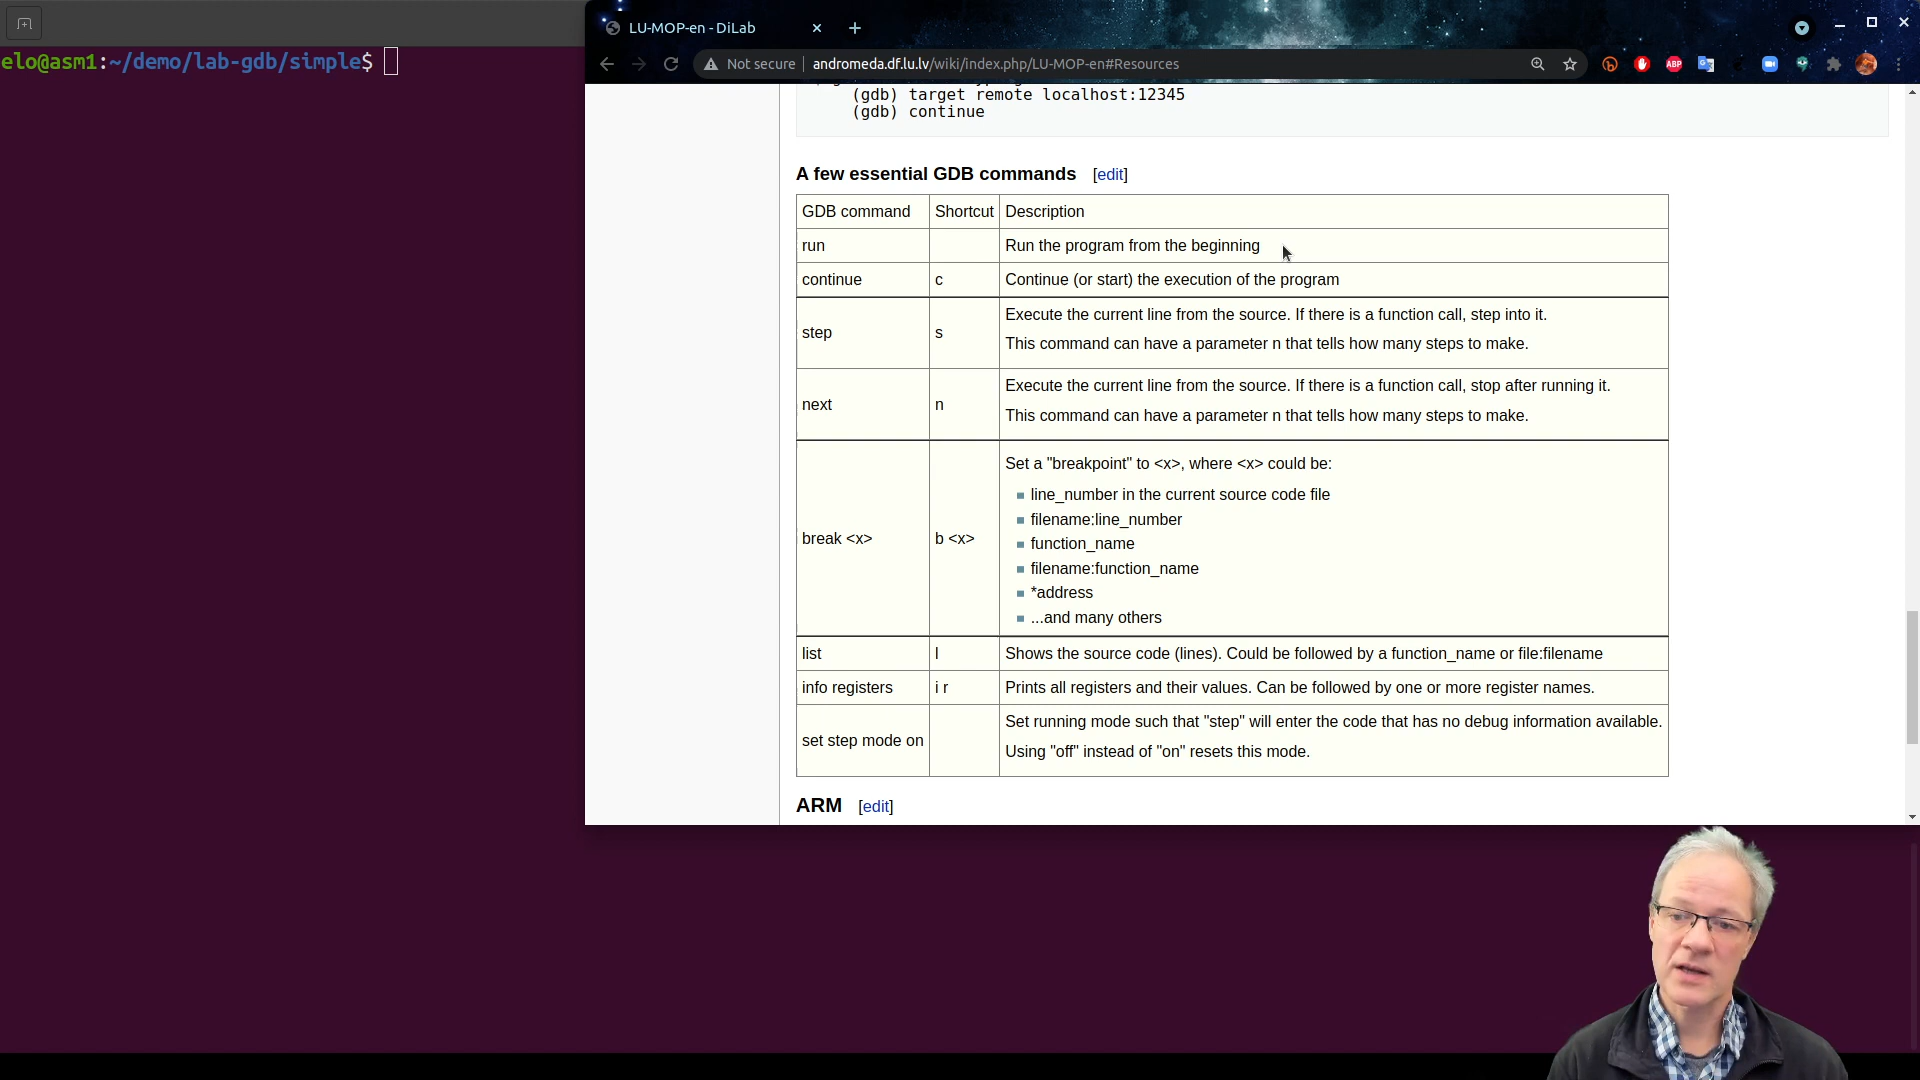 LU-MOP-en - DiLab
elo@asm1:~/demo/lab-gdb/simple$
Not secure | andromeda.df.lu.lv/wiki/index.php/LU-MOP-en#Resources
ABP
(gdb) target remote localhost:12345
(gdb) continue
A few essential GDB commands [edit]
GDB command Shortcut Description
run Run the program from the beginning
continue c Continue (or start) the execution of the program
step s Execute the current line from the source. If there is a function call, step into it.
This command can have a parameter n that tells how many steps to make.
next n Execute the current line from the source. If there is a function call, stop after running it.
This command can have a parameter n that tells how many steps to make.
break <x> b <x> Set a "breakpoint" to <x>, where <x> could be:
line_number in the current source code file
filename:line_number
function_name
filename:function_name
*address
...and many others
list l Shows the source code (lines). Could be followed by a function_name or file:filename
info registers i r Prints all registers and their values. Can be followed by one or more register names.
set step mode on Set running mode such that "step" will enter the code that has no debug information available.
Using "off" instead of "on" resets this mode.
ARM [edit]